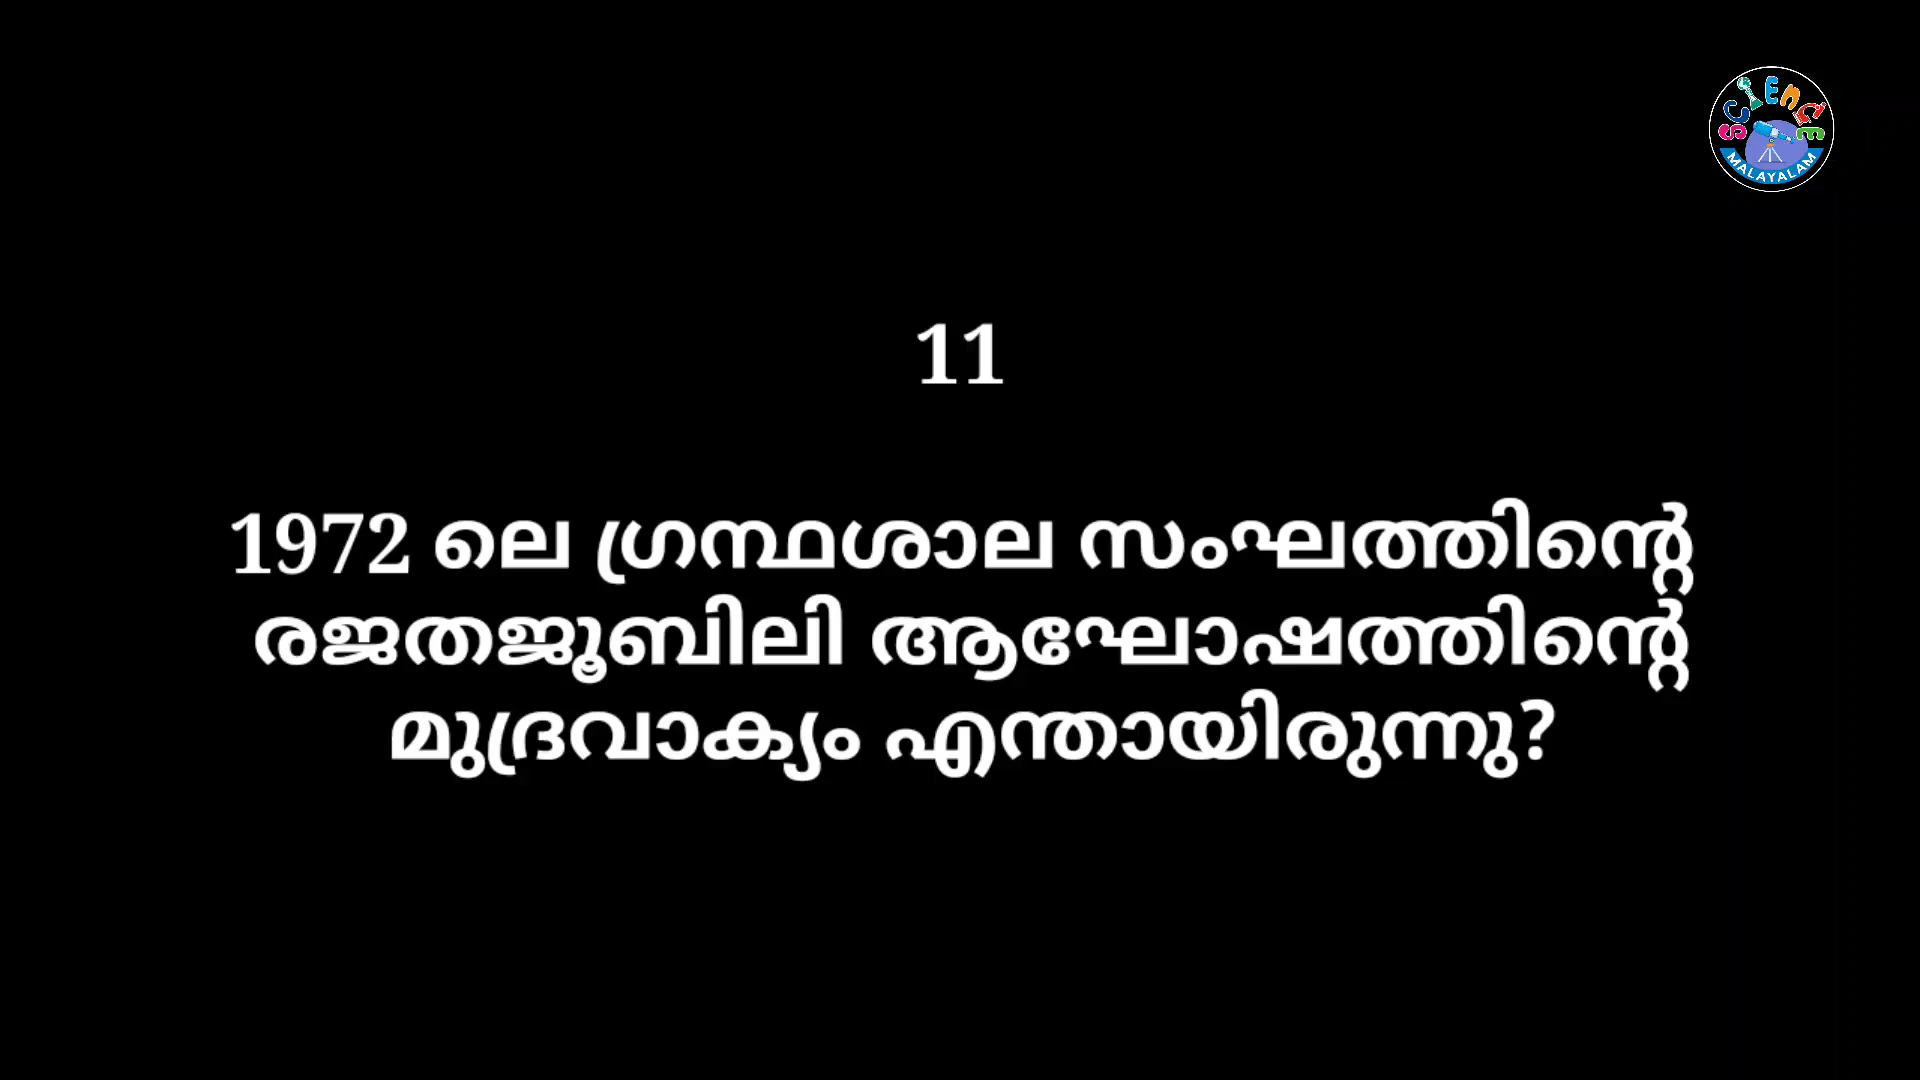 SCIENCE
MALAYALAM
11
1972 ലെ ഗ്രന്ഥശാല സംഘത്തിന്റെ
രജതജൂബിലി ആഘോഷത്തിന്റെ
മുദ്രവാക്യം എന്തായിരുന്നു?